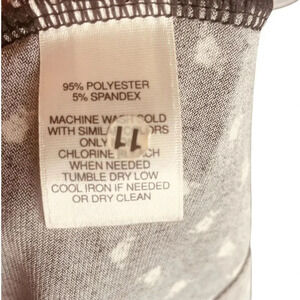 95% POLYESTER
5% SPANDEX
MACHINE WASH COLD
WITH SIMILAR COLORS
ONLY
CHLORINE BLEACH
WHEN NEEDED
TUMBLE DRY LOW
COOL IRON IF NEEDED
OR DRY CLEAN